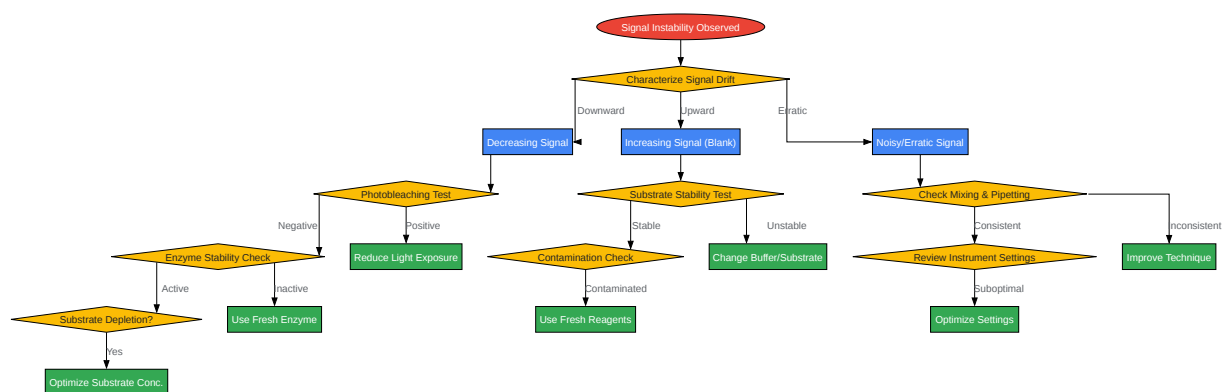 Signal Instability Observed
Characterize Signal Drift
Downward
Upward
Erratic
Decreasing Signal
Increasing Signal (Blank)
Noisy/Erratic Signal
Photobleaching Test
Substrate Stability Test
Check Mixing & Pipetting
Negative
Positive
Stable
Unstable
Consistent
Inconsistent
Enzyme Stability Check
Reduce Light Exposure
Contamination Check
Change Buffer/Substrate
Review Instrument Settings
Improve Technique
Active
Inactive
Contaminated
Suboptimal
Substrate Depletion?
Use Fresh Enzyme
Use Fresh Reagents
Optimize Settings
Yes
Optimize Substrate Conc.